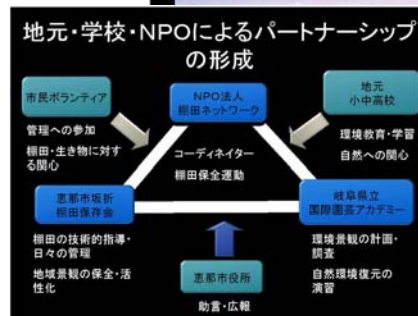 地元・学校・NPOによるパートナーシップ
の形成
市民ボランティア
管理への参加
棚田・生き物に対す
る関心
NPO法人
棚田ネットワーク
コーディネイター
棚田保全運動
地元
小中高校
環境教育・学習
自然への関心
恵那市坂折
棚田保存会
棚田の技術的指導・
日々の管理
地域景観の保全・活
性化
恵那市役所
助言・広報
岐阜県立
国際園芸アカデミー
環境景観の計画・
調査
自然環境復元の
演習